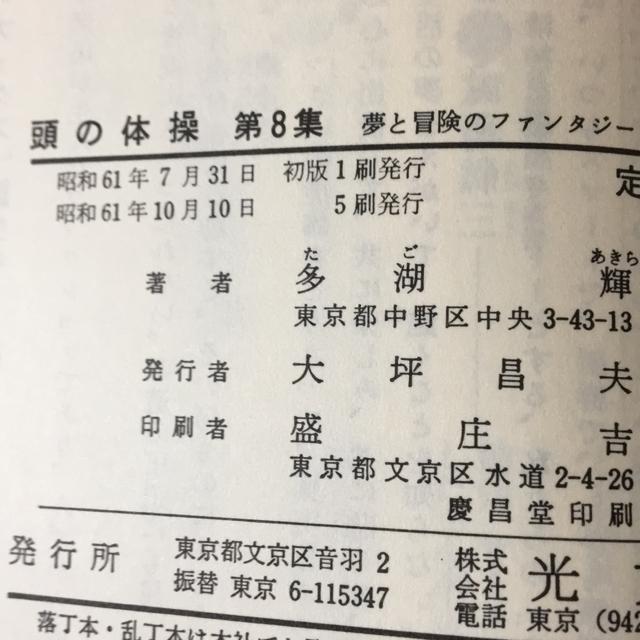 頭の体操 第8集 夢と冒険のファンタジー
昭和61年7月31日 初版1刷発行 定
昭和61年10月10日 5刷発行
たご あきら
著者 多湖輝
東京都中野区中央3-43-13
発行者 大坪昌夫
印刷者 盛庄吉
東京都文京区水道2-4-26
慶昌堂印刷
発行所 東京都文京区音羽2 株式会社 光
振替 東京 6-115347 電話 東京(94
落丁本・乱丁本は本社で